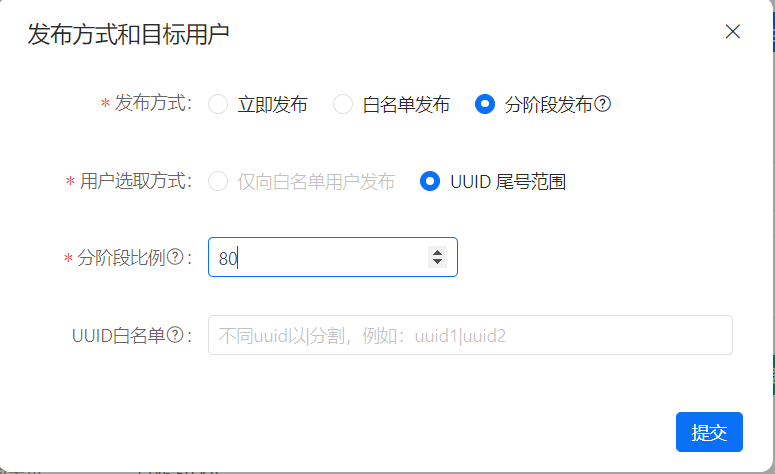 发布方式和目标用户
* 发布方式： 立即发布 白名单发布 分阶段发布
* 用户选取方式： 仅向白名单用户发布 UUID 尾号范围
* 分阶段比例： 80
UUID白名单： 不同uuid以|分割，例如：uuid1|uuid2
提交